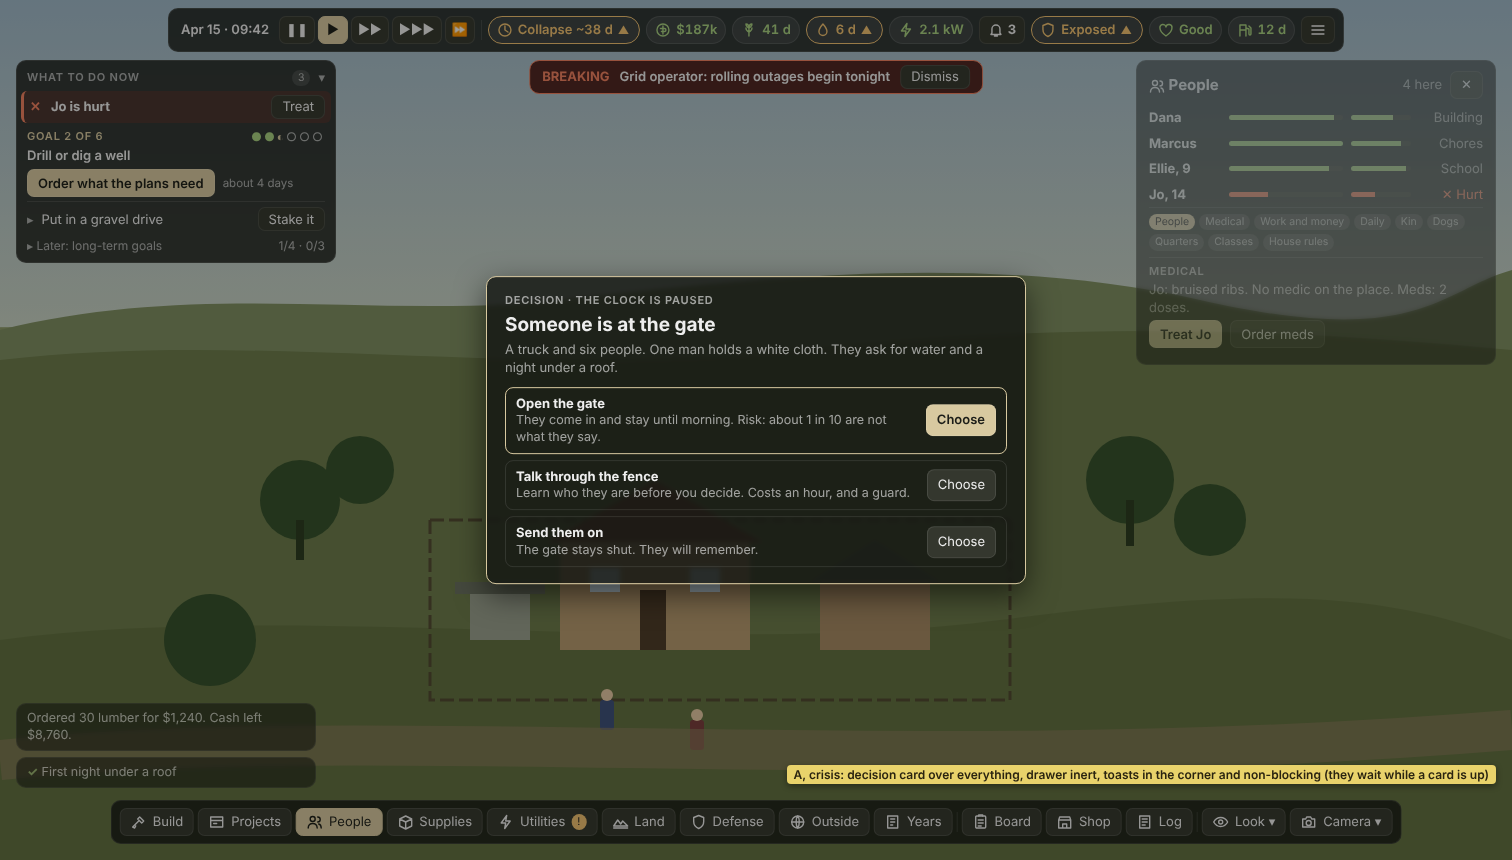 Apr 15 · 09:42
Collapse ~38 d ▲
$187k
41 d
6 d ▲
2.1 kW
3
Exposed ▲
Good
12 d
WHAT TO DO NOW
3 ▾
✕ Jo is hurt
Treat
GOAL 2 OF 6
Drill or dig a well
Order what the plans need
about 4 days
▸ Put in a gravel drive
Stake it
▸ Later: long-term goals
1/4 · 0/3
BREAKING Grid operator: rolling outages begin tonight Dismiss
People
4 here ✕
Dana Building
Marcus Chores
Ellie, 9 School
Jo, 14 ✕ Hurt
People Medical Work and money Daily Kin Dogs
Quarters Classes House rules
MEDICAL
Jo: bruised ribs. No medic on the place. Meds: 2
doses.
Treat Jo Order meds
DECISION · THE CLOCK IS PAUSED
Someone is at the gate
A truck and six people. One man holds a white cloth. They ask for water and a
night under a roof.
Open the gate
They come in and stay until morning. Risk: about 1 in 10 are not
what they say.
Choose
Talk through the fence
Learn who they are before you decide. Costs an hour, and a guard.
Choose
Send them on
The gate stays shut. They will remember.
Choose
Ordered 30 lumber for $1,240. Cash left
$8,760.
✓ First night under a roof
A, crisis: decision card over everything, drawer inert, toasts in the corner and non-blocking (they wait while a card is up)
Build
Projects
People
Supplies
Utilities !
Land
Defense
Outside
Years
Board
Shop
Log
Look ▾
Camera ▾